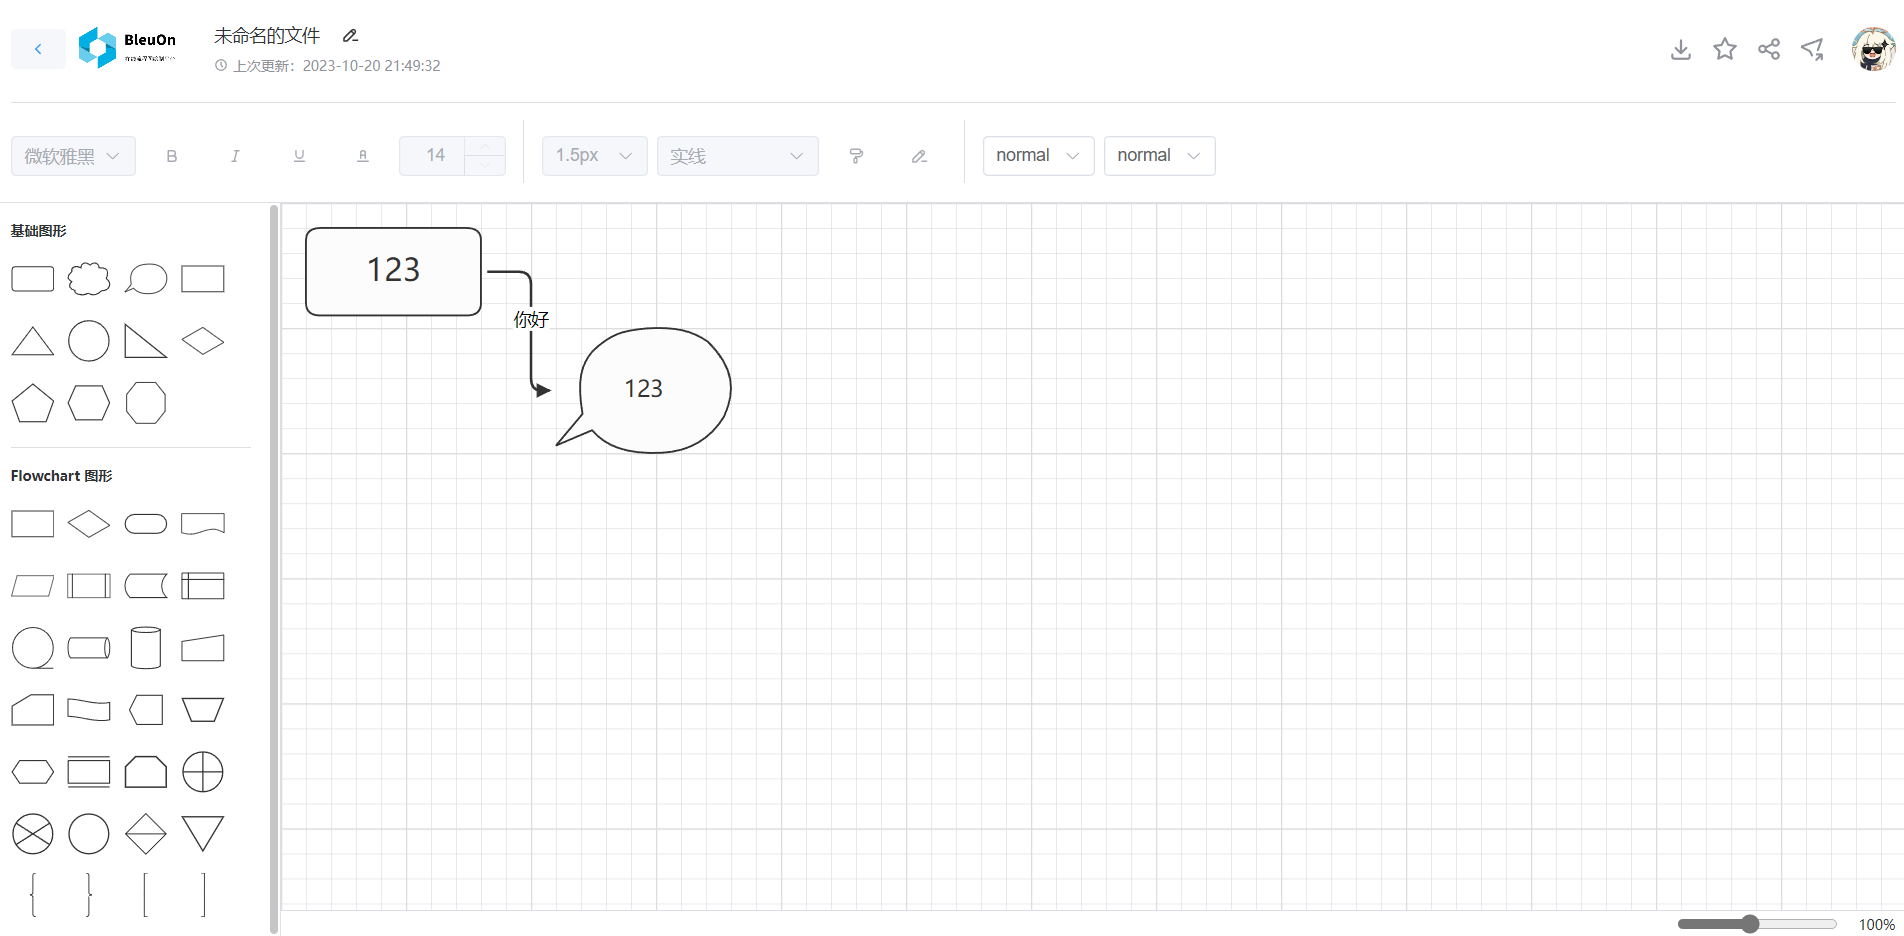 BleuOn
未命名的文件
上次更新：2023-10-20 21:49:32
微软雅黑
B
I
U
A
14
1.5px
实线
normal
normal
基础图形
Flowchart 图形
123
你好
123
100%